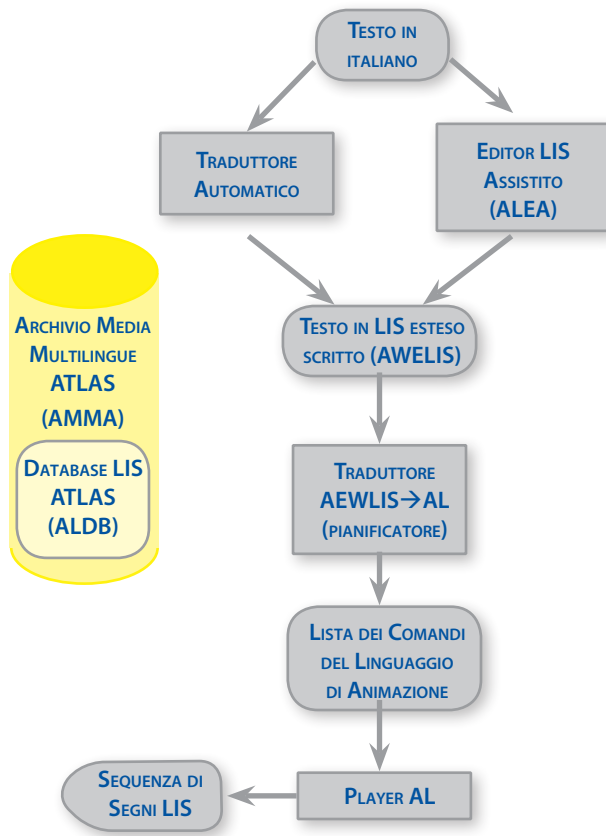 Testo in
italiano
Traduttore
Automatico
Editor LIS
Assistito
(ALEA)
Archivio Media
Multilingue
ATLAS
(AMMA)
Database LIS
ATLAS
(ALDB)
Testo in LIS esteso
scritto (AWELIS)
Traduttore
AEWLIS→AL
(pianificatore)
Lista dei Comandi
del Linguaggio
di Animazione
Player AL
Sequenza di
Segni LIS